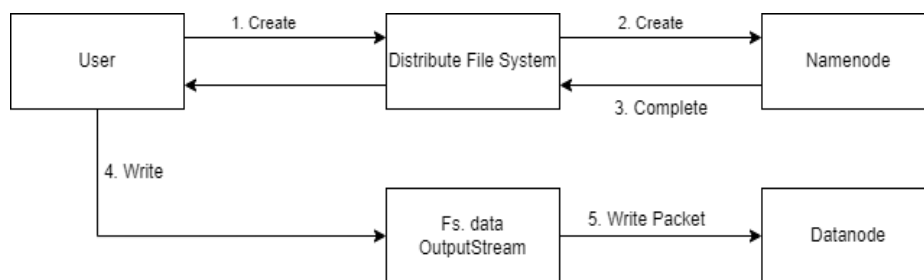 1. Create
2. Create
User
Distribute File System
Namenode
3. Complete
4. Write
Fs. data
OutputStream
5. Write Packet
Datanode